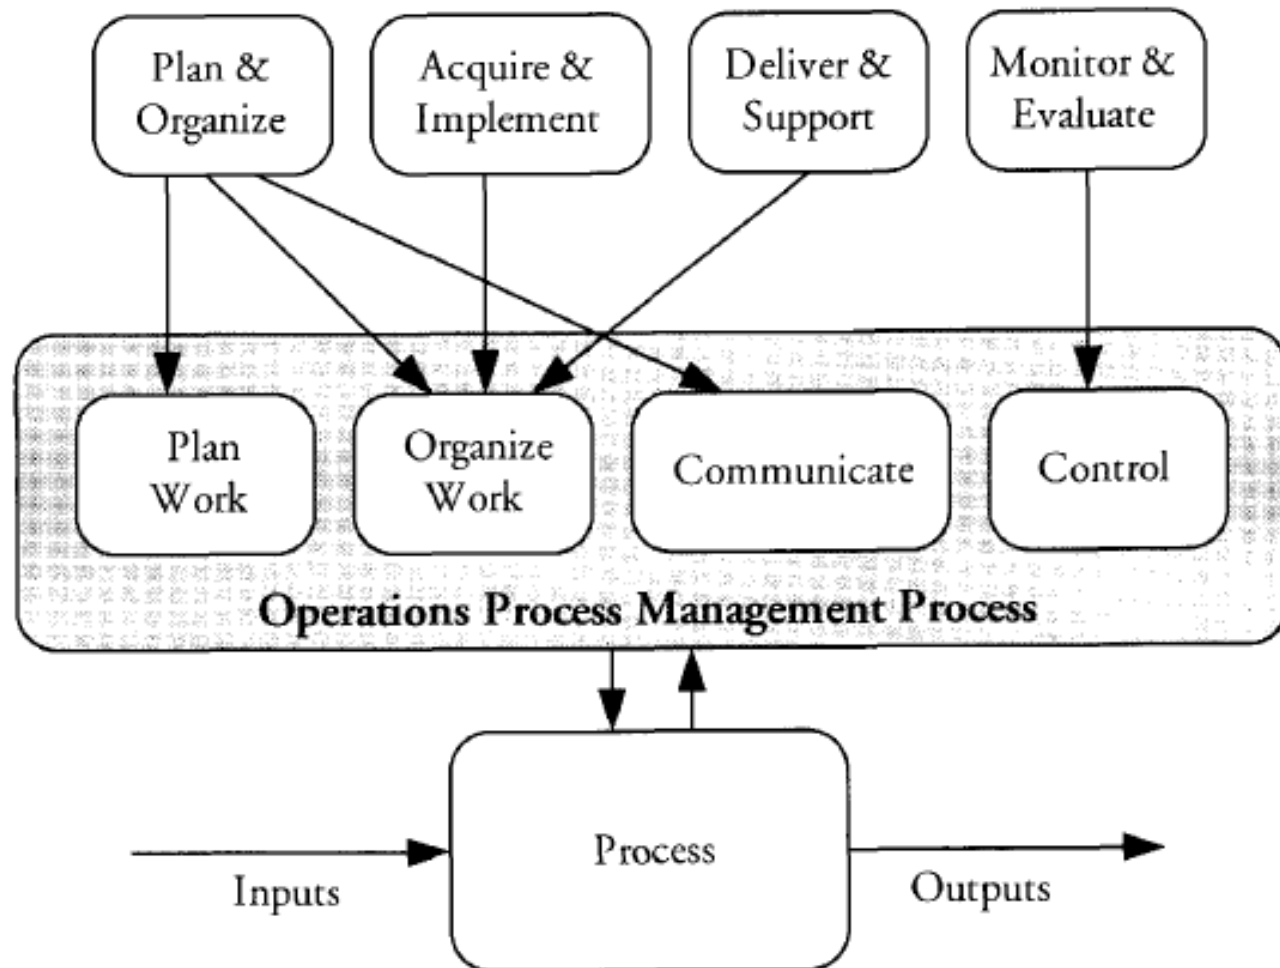 Plan &
Organize
Acquire &
Implement
Deliver &
Support
Monitor &
Evaluate
Plan
Work
Organize
Work
Communicate
Control
Operations Process Management Process
Process
Inputs
Outputs